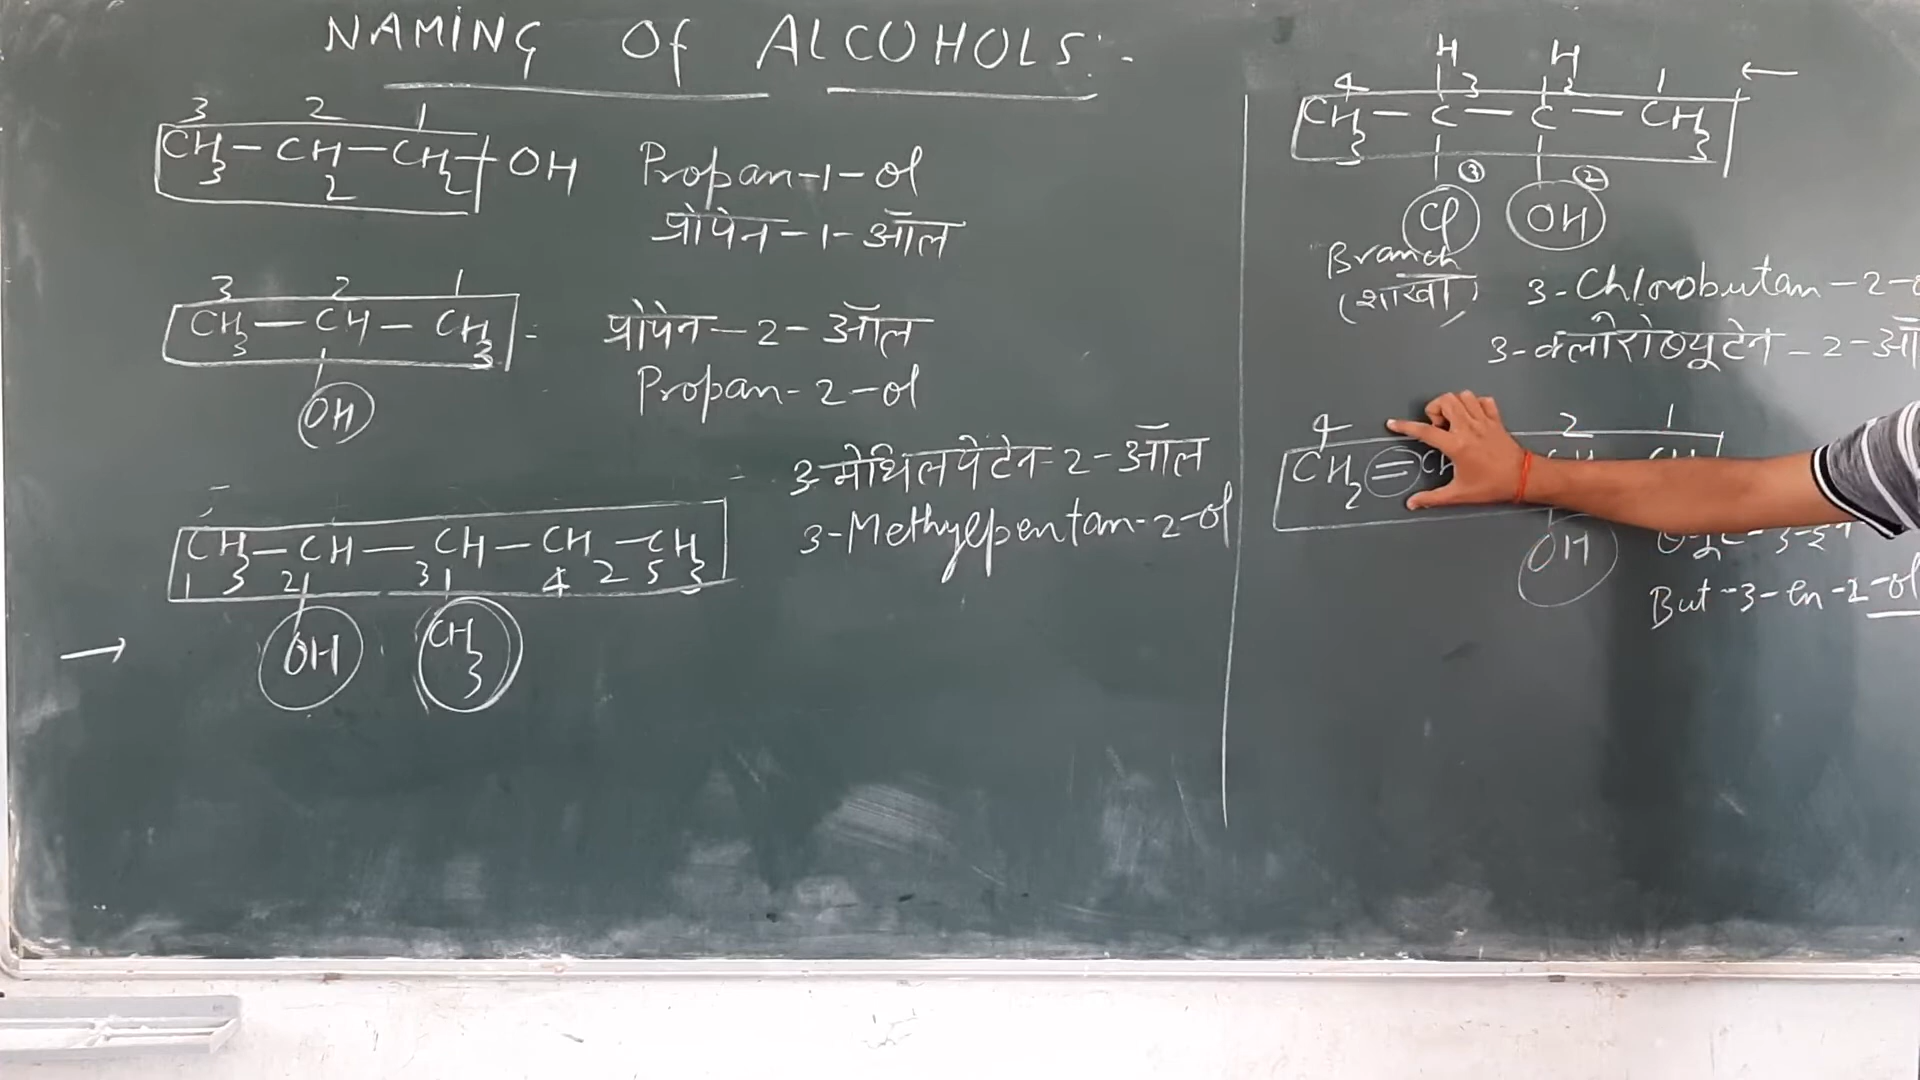 NAMING Of ALCOHOLS:-
3 2 1
CH3 - CH2 - CH2 - OH
Propan-1-ol
प्रोपेन-1-ऑल
3 2 1
CH3 - CH - CH3 =
OH
प्रोपेन-2-ऑल
Propan-2-ol
CH3 - CH - CH - CH2 - CH3
1 2 3 4 5
→ OH CH3
3-मेथिलपेंटेन-2-ऑल
3-Methylpentan-2-ol
H H
4 3 2 1 ←
CH3 - C - C - CH3
③ ②
Cl OH
Branch
(शाखा)
3-Chlorobutan-2-
3-क्लोरोब्यूटेन-2-ऑ
4 2 1
CH2 =
OH
But-3-en-2-ol